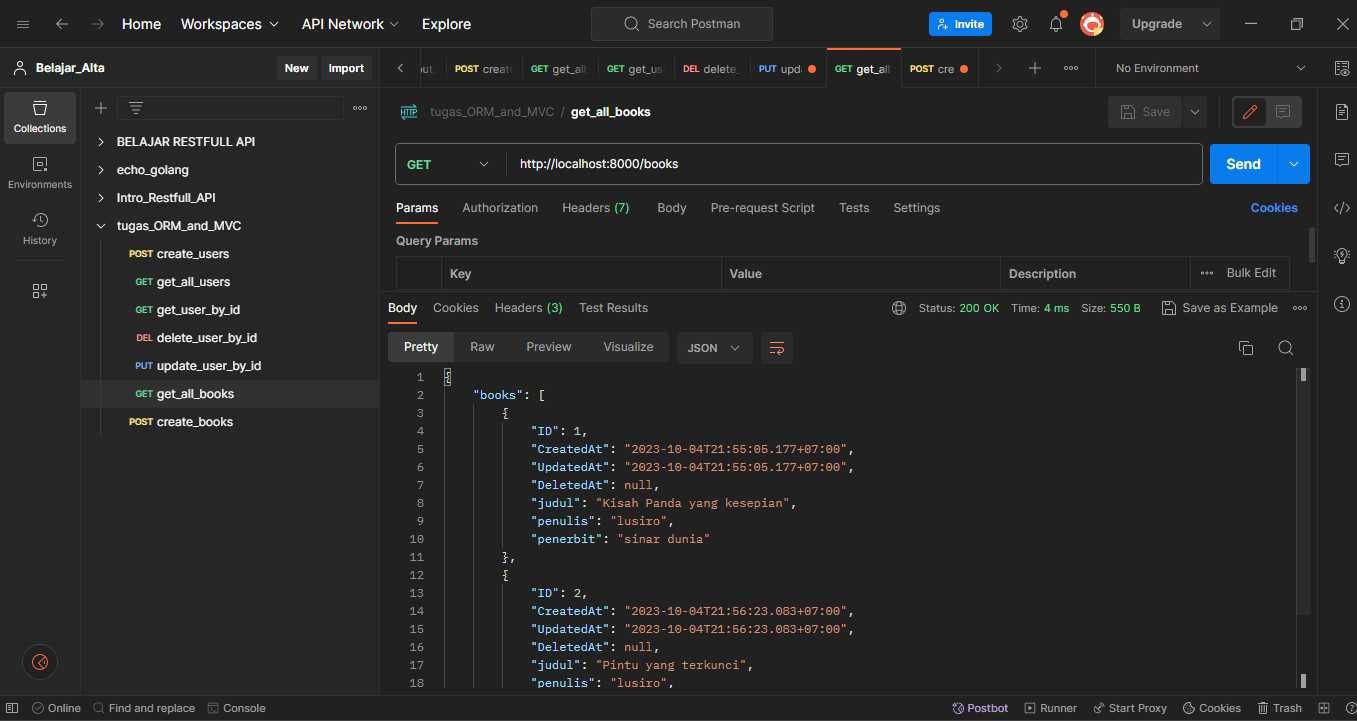 Home Workspaces API Network Explore Search Postman Invite Upgrade
Belajar_Alta New Import
POST create GET get_all_ GET get_us DEL delete_ PUT upd. GET get_all POST cre No Environment
Collections
Environments
History
BELAJAR RESTFULL API
echo_golang
Intro_Restfull_API
tugas_ORM_and_MVC
POST create_users
GET get_all_users
GET get_user_by_id
DEL delete_user_by_id
PUT update_user_by_id
GET get_all_books
POST create_books
HTTP tugas_ORM_and_MVC / get_all_books Save
GET http://localhost:8000/books Send
Params Authorization Headers (7) Body Pre-request Script Tests Settings Cookies
Query Params
Key Value Description Bulk Edit
Body Cookies Headers (3) Test Results Status: 200 OK Time: 4 ms Size: 550 B Save as Example
Pretty Raw Preview Visualize JSON
1 {
2 "books": [
3 {
4 "ID": 1,
5 "CreatedAt": "2023-10-04T21:55:05.177+07:00",
6 "UpdatedAt": "2023-10-04T21:55:05.177+07:00",
7 "DeletedAt": null,
8 "judul": "Kisah Panda yang kesepian",
9 "penulis": "lusiro",
10 "penerbit": "sinar dunia"
11 },
12 {
13 "ID": 2,
14 "CreatedAt": "2023-10-04T21:56:23.083+07:00",
15 "UpdatedAt": "2023-10-04T21:56:23.083+07:00",
16 "DeletedAt": null,
17 "judul": "Pintu yang terkunci",
18 "penulis": "lusiro",
Online Find and replace Console Postbot Runner Start Proxy Cookies Trash